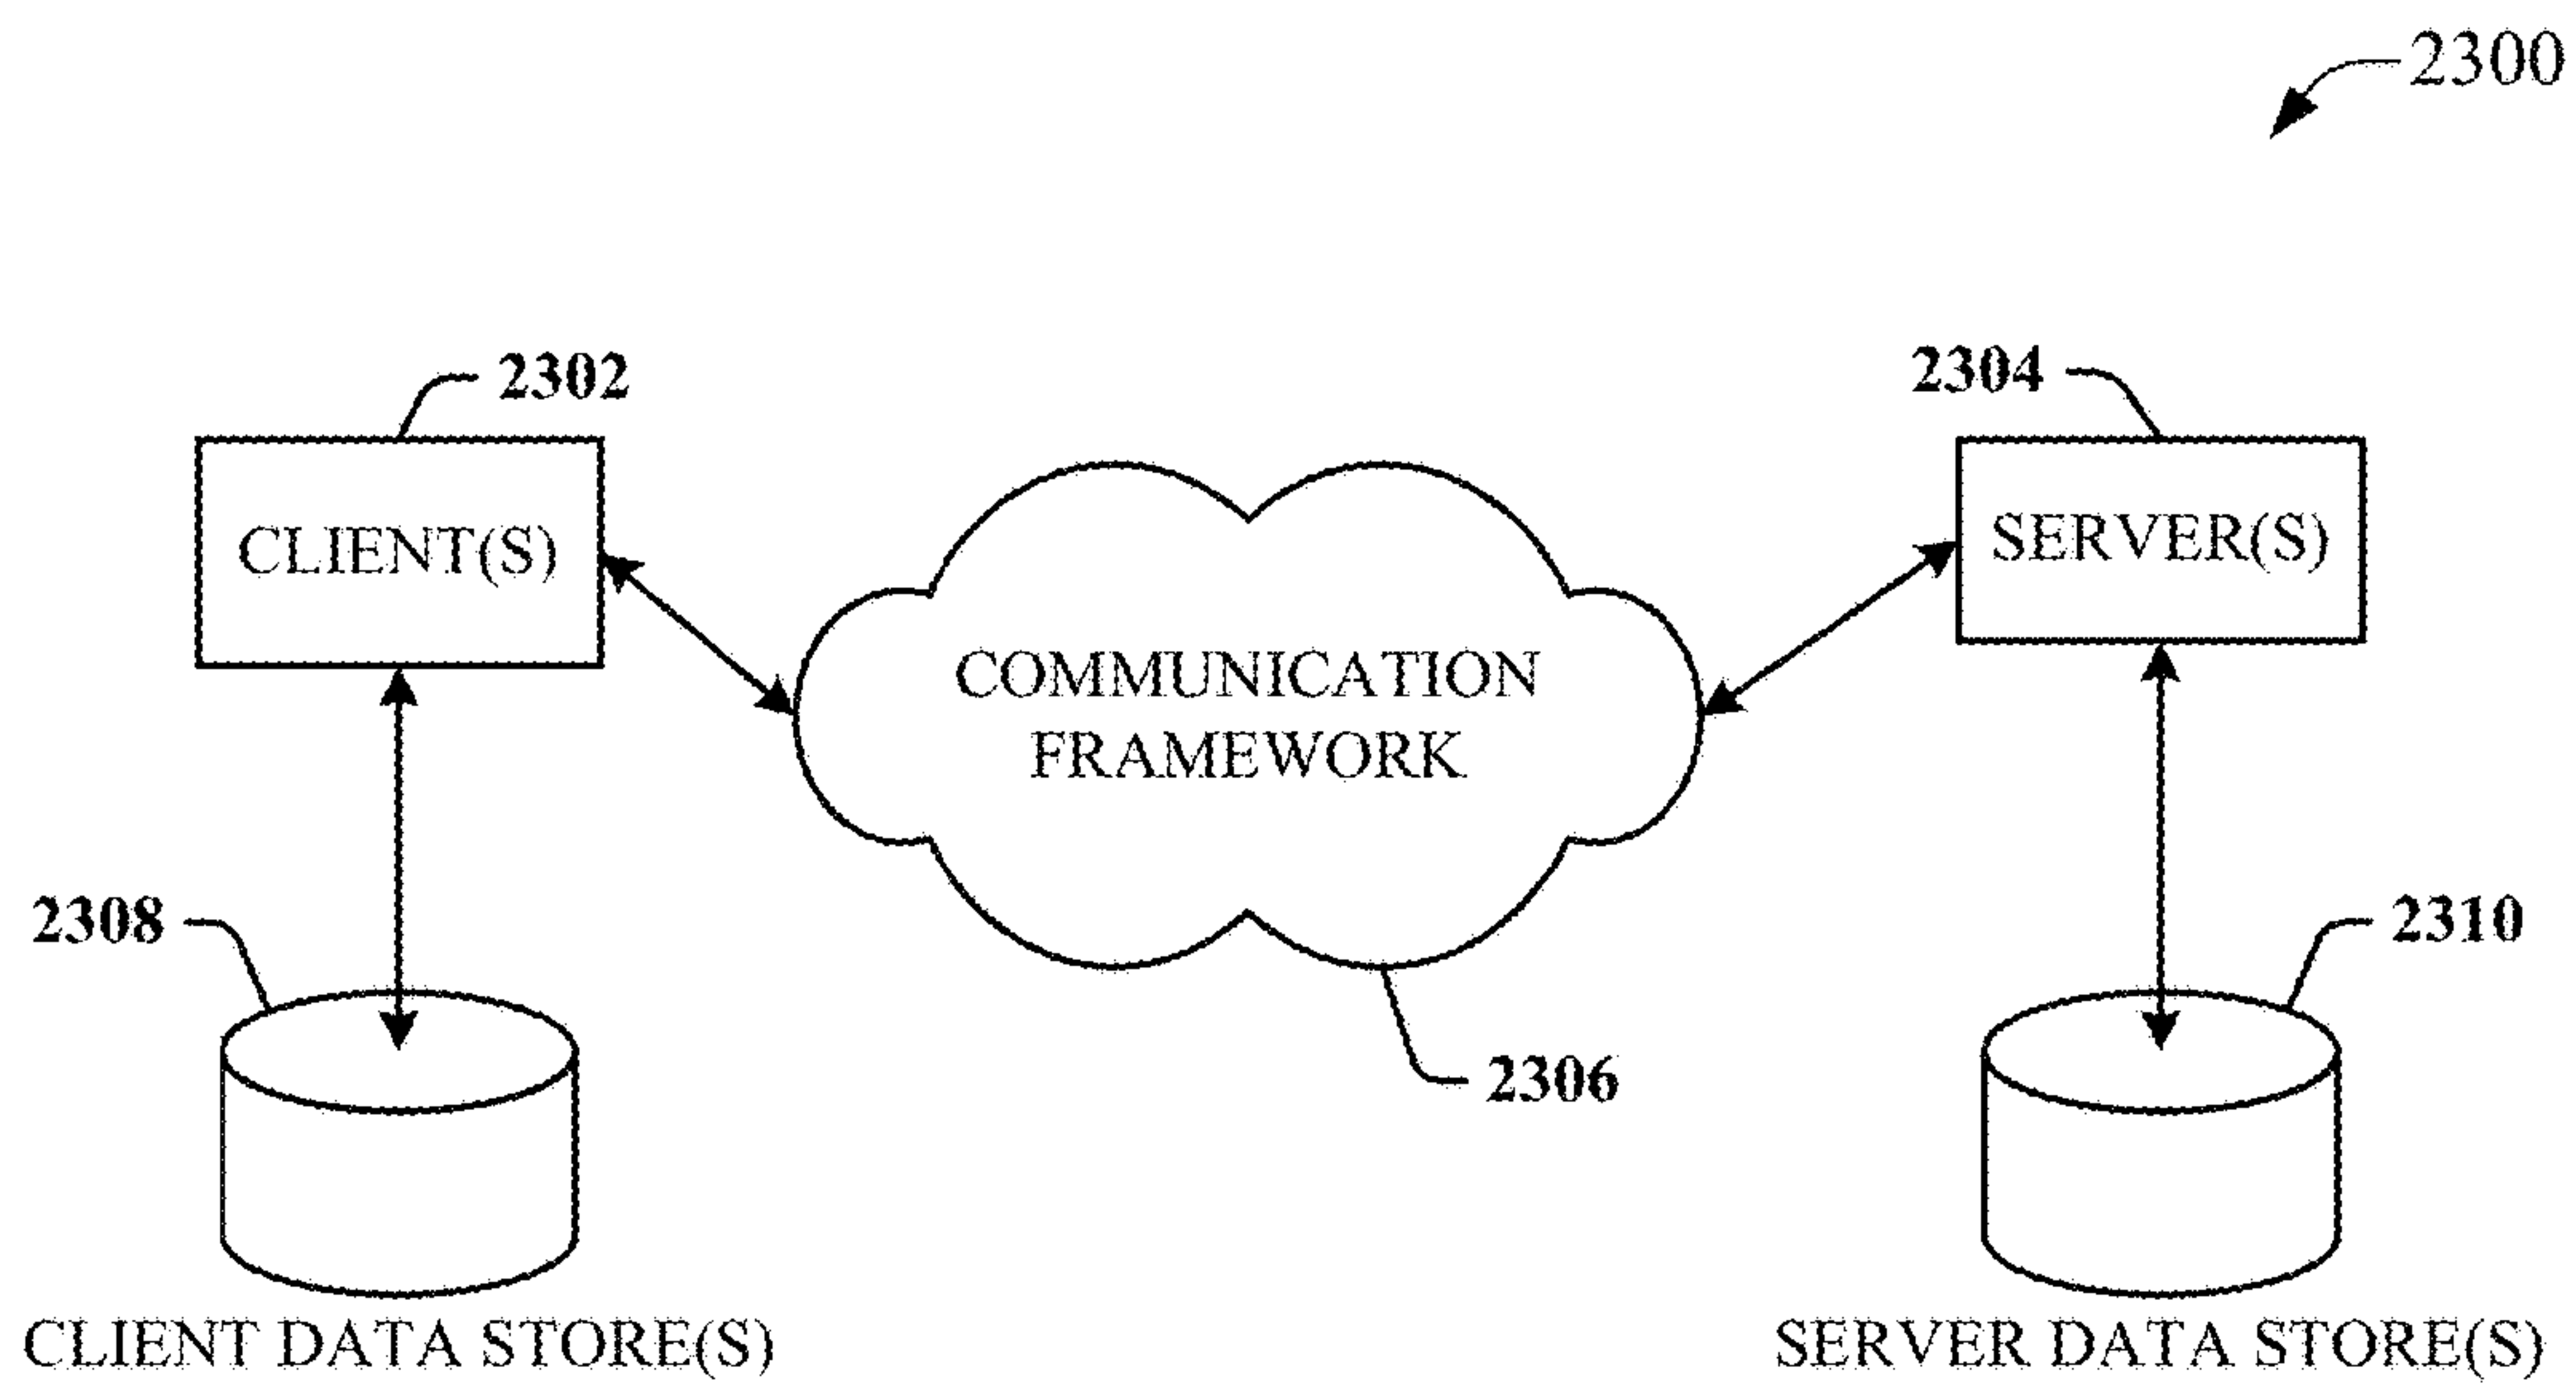 2300
2302
2304
CLIENT(S)
SERVER(S)
COMMUNICATION
FRAMEWORK
2308
2310
2306
CLIENT DATA STORE(S)
SERVER DATA STORE(S)